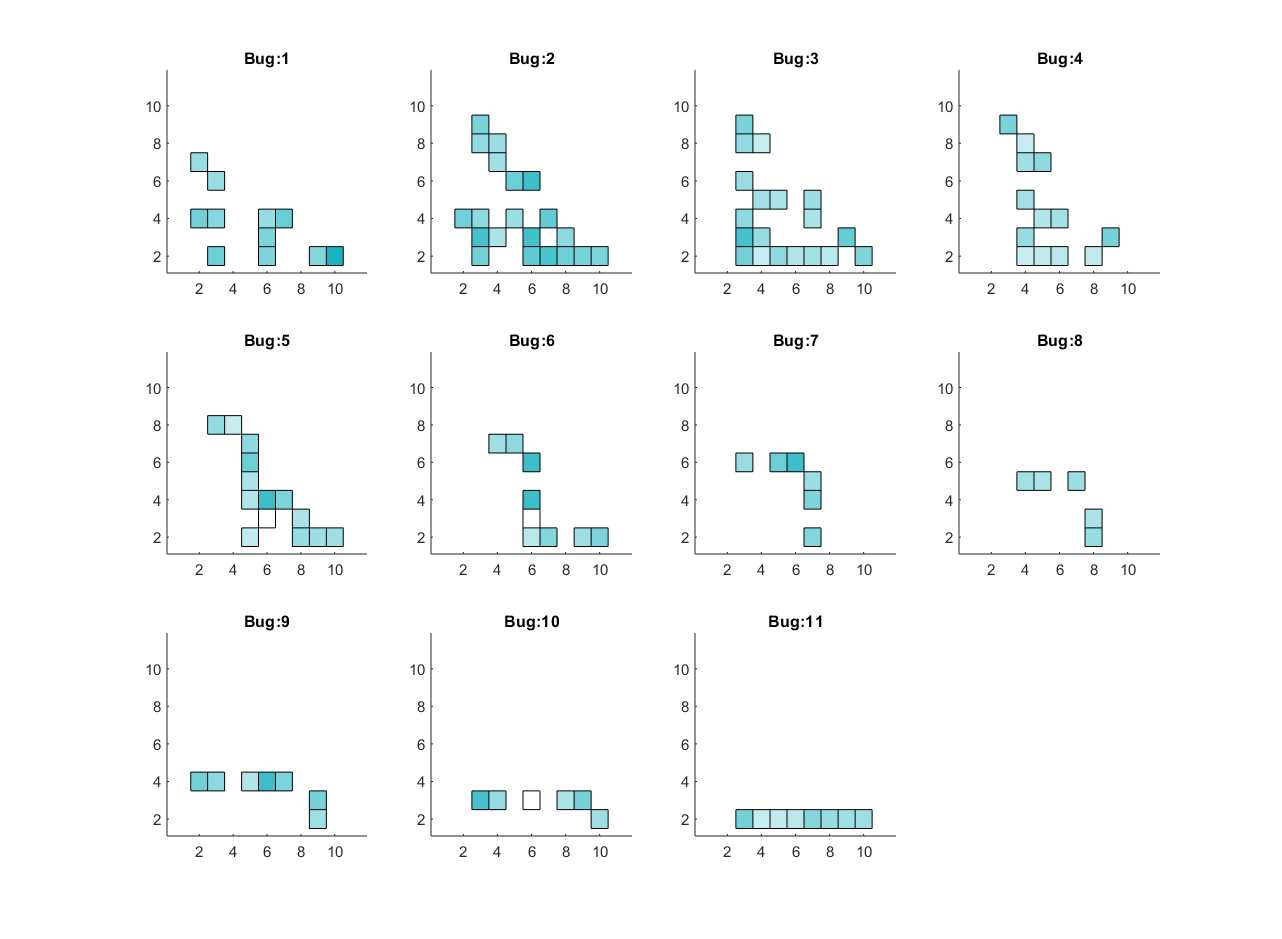 Bug:1 Bug:2 Bug:3 Bug:4
10 10 10 10
8 8 8 8
6 6 6 6
4 4 4 4
2 2 2 2
2 4 6 8 10 2 4 6 8 10 2 4 6 8 10 2 4 6 8 10
Bug:5 Bug:6 Bug:7 Bug:8
10 10 10 10
8 8 8 8
6 6 6 6
4 4 4 4
2 2 2 2
2 4 6 8 10 2 4 6 8 10 2 4 6 8 10 2 4 6 8 10
Bug:9 Bug:10 Bug:11
10 10 10
8 8 8
6 6 6
4 4 4
2 2 2
2 4 6 8 10 2 4 6 8 10 2 4 6 8 10